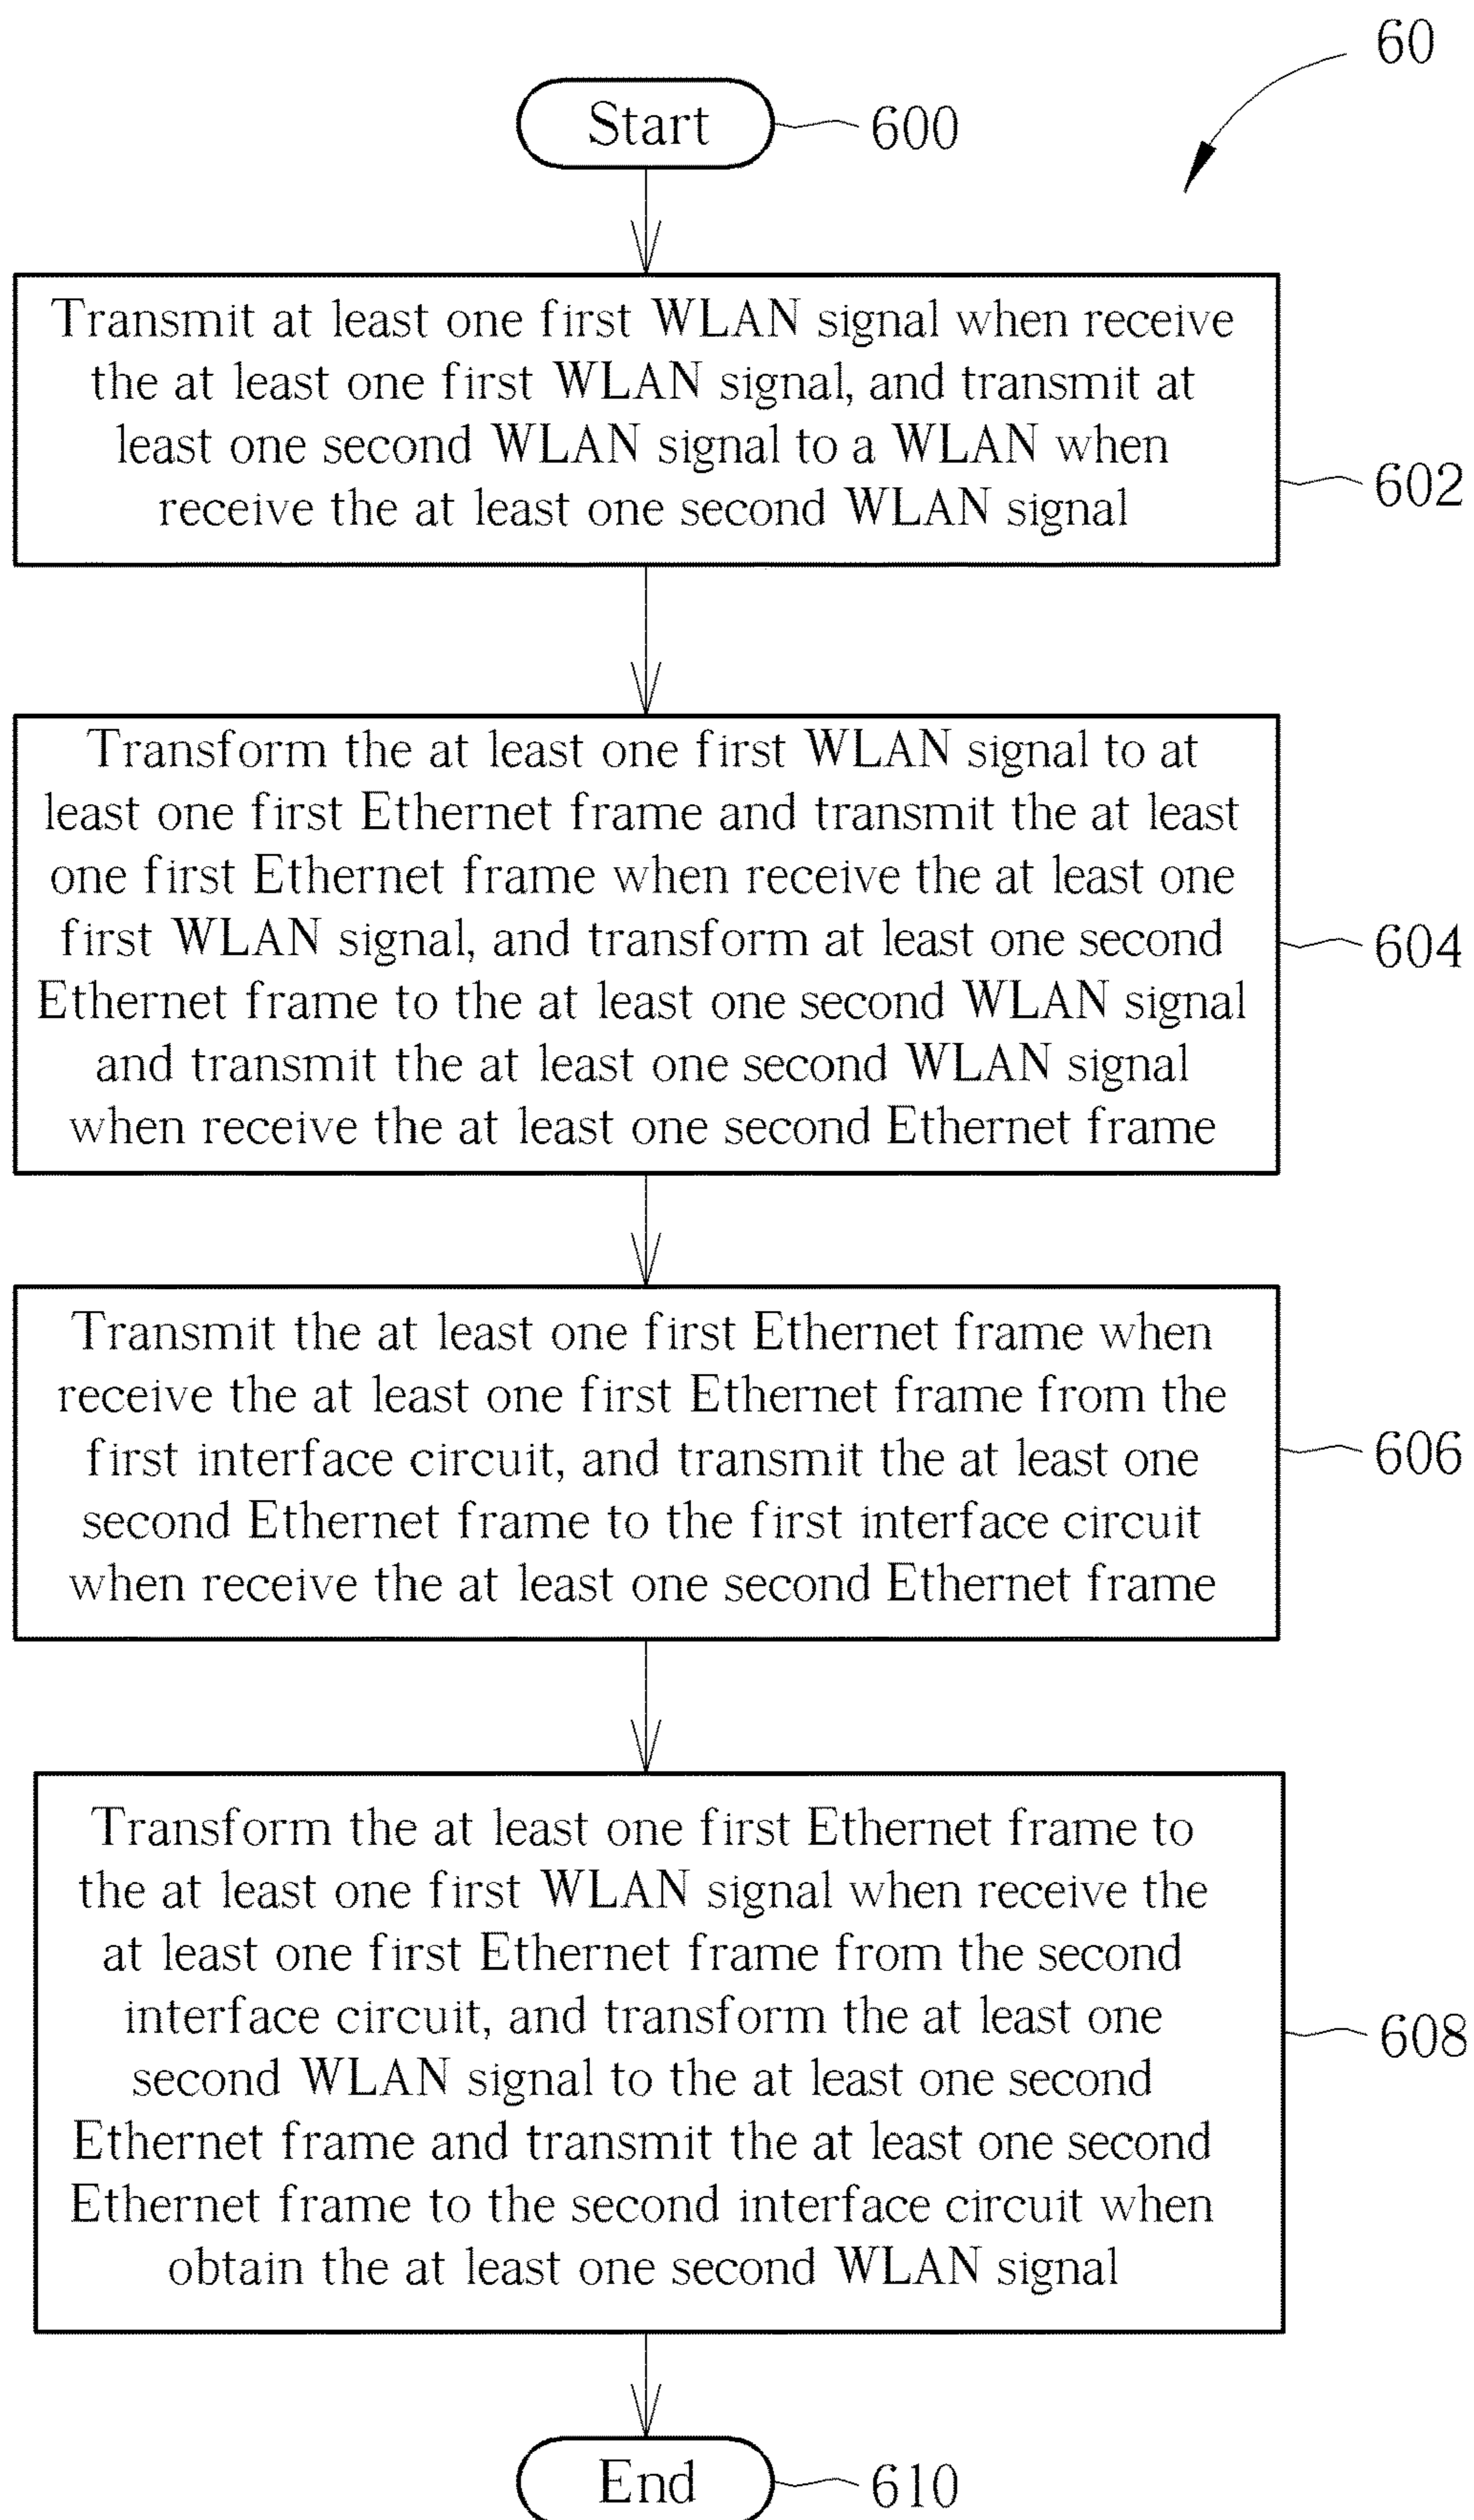 60
Start
600
Transmit at least one first WLAN signal when receive
the at least one first WLAN signal, and transmit at
least one second WLAN signal to a WLAN when
receive the at least one second WLAN signal
602
Transform the at least one first WLAN signal to at
least one first Ethernet frame and transmit the at least
one first Ethernet frame when receive the at least one
first WLAN signal, and transform at least one second
Ethernet frame to the at least one second WLAN signal
and transmit the at least one second WLAN signal
when receive the at least one second Ethernet frame
604
Transmit the at least one first Ethernet frame when
receive the at least one first Ethernet frame from the
first interface circuit, and transmit the at least one
second Ethernet frame to the first interface circuit
when receive the at least one second Ethernet frame
606
Transform the at least one first Ethernet frame to
the at least one first WLAN signal when receive the
at least one first Ethernet frame from the second
interface circuit, and transform the at least one
second WLAN signal to the at least one second
Ethernet frame and transmit the at least one second
Ethernet frame to the second interface circuit when
obtain the at least one second WLAN signal
608
End
610